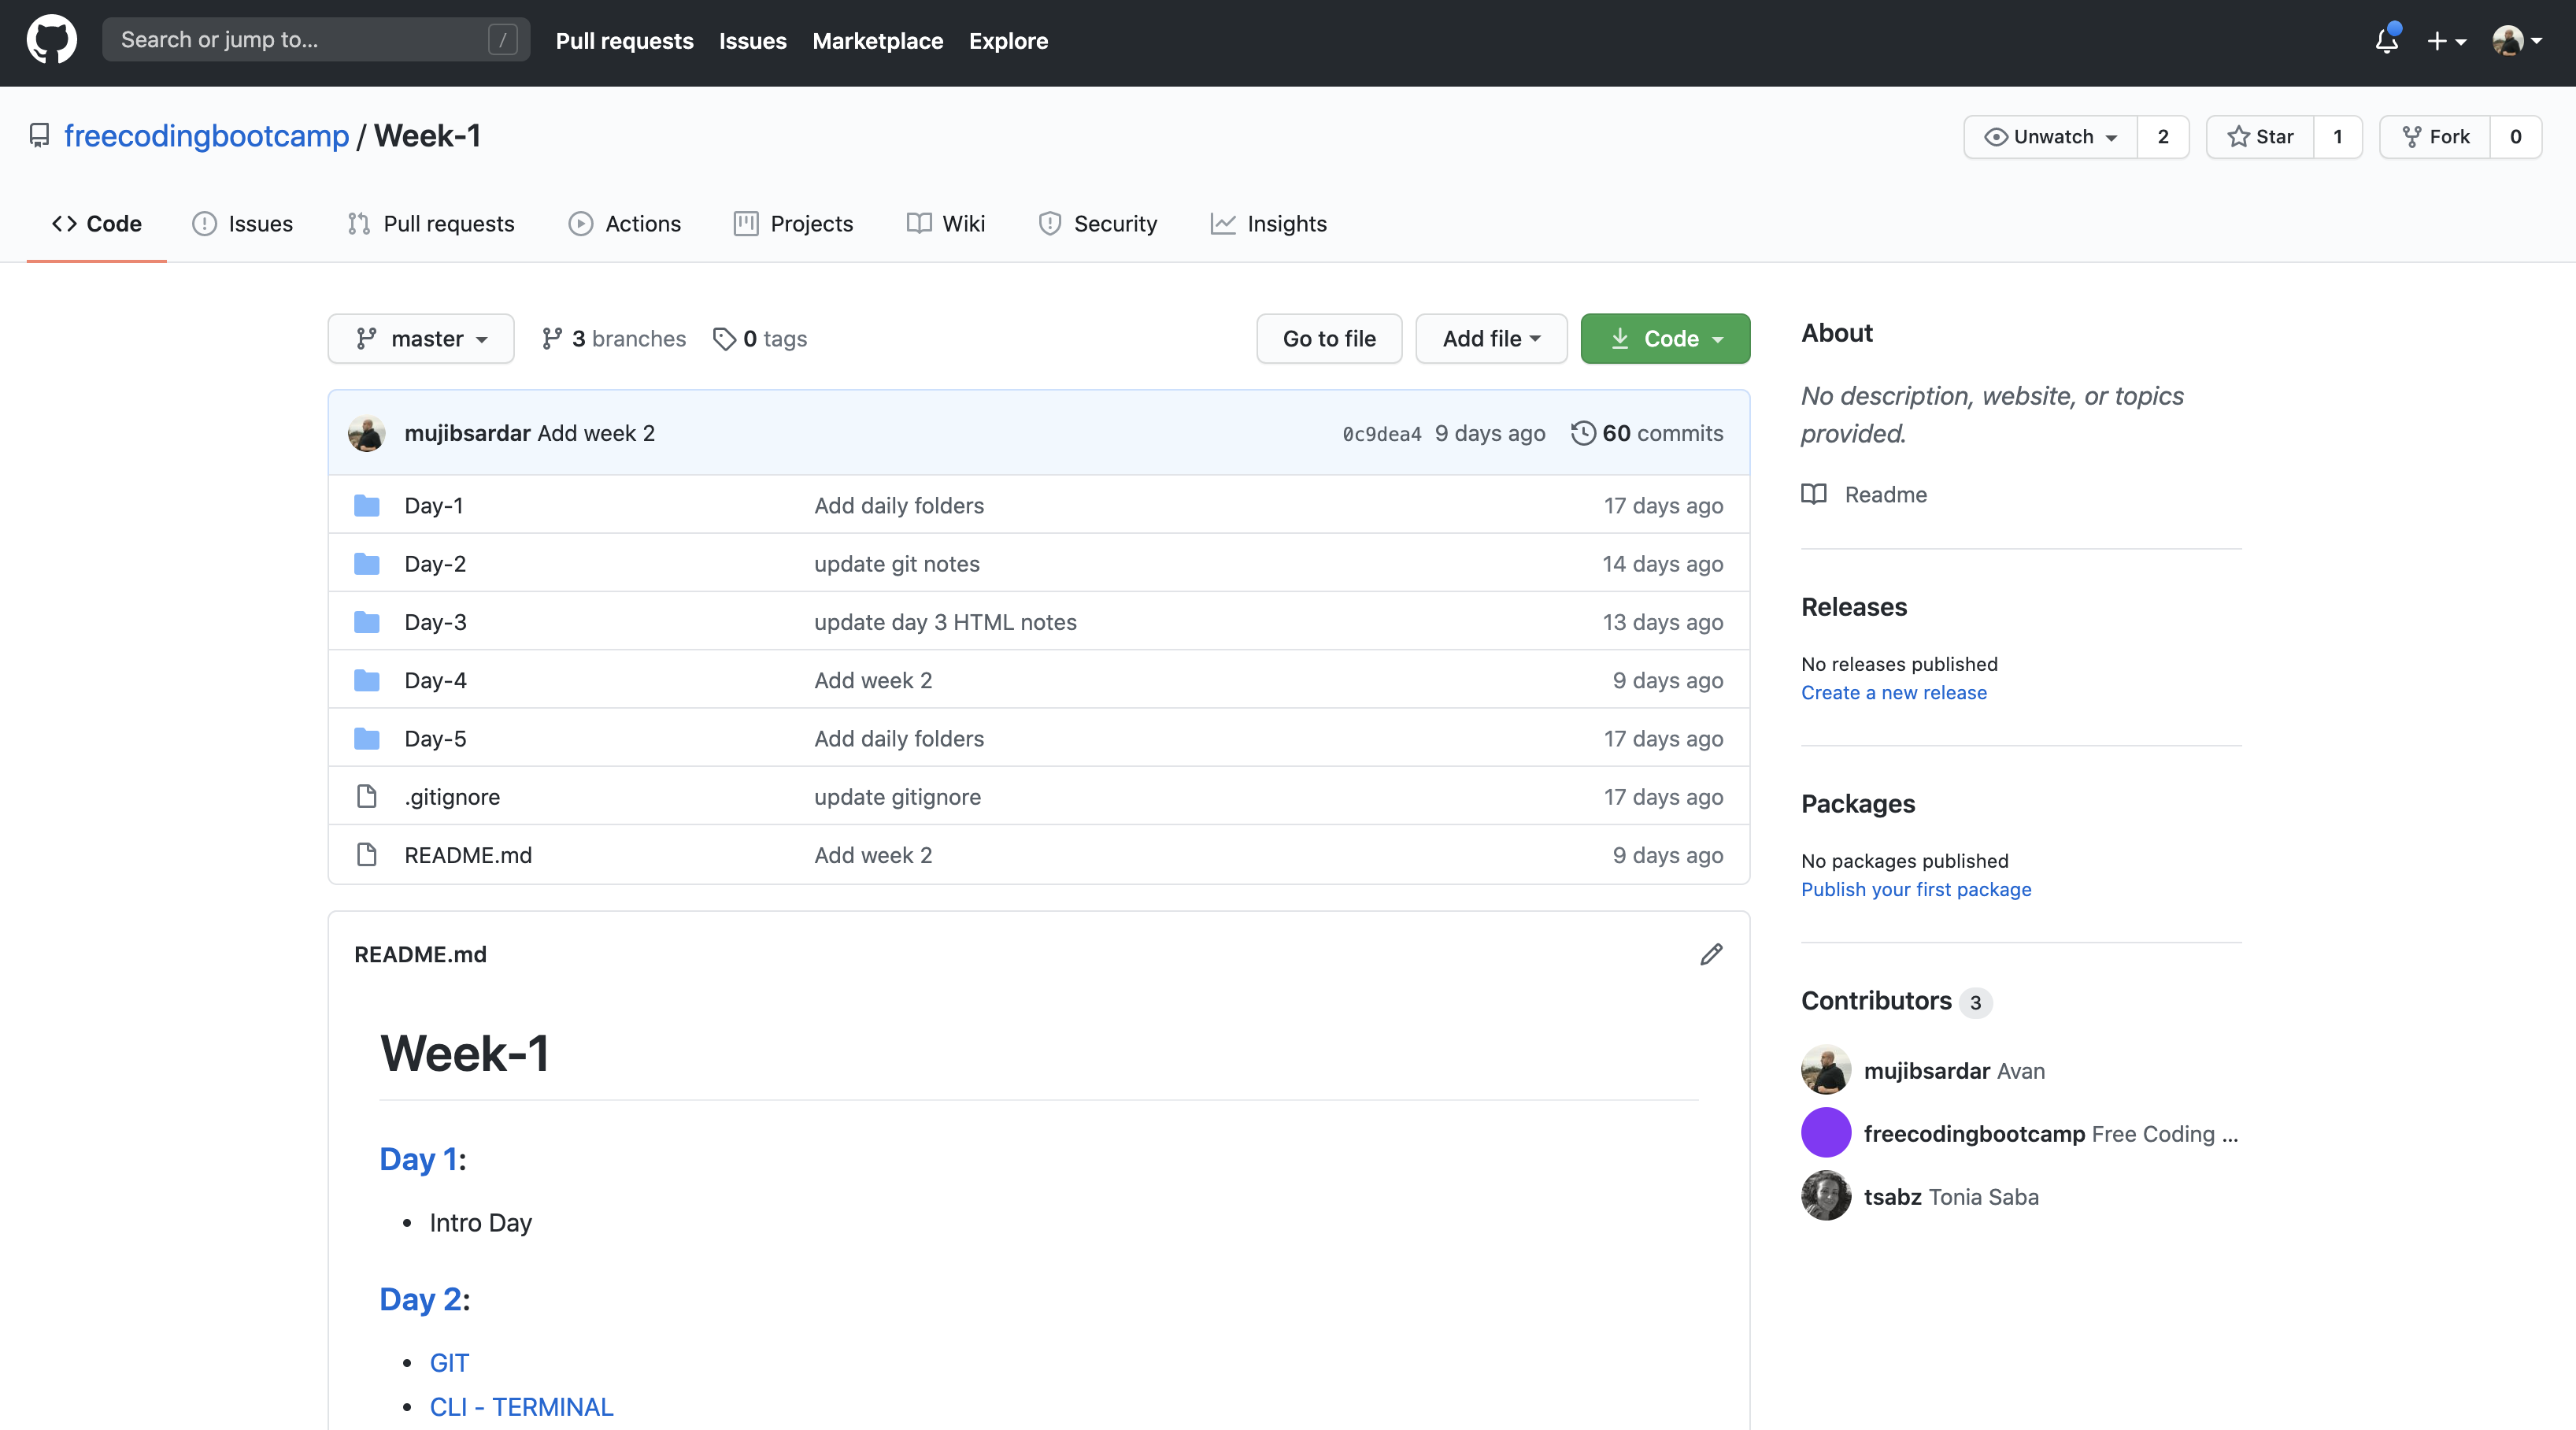 Search or jump to... /
Pull requests Issues Marketplace Explore
freecodingbootcamp / Week-1
Unwatch 2 Star 1 Fork 0
Code Issues Pull requests Actions Projects Wiki Security Insights
master 3 branches 0 tags Go to file Add file Code
mujibsardar Add week 2 0c9dea4 9 days ago 60 commits
Day-1 Add daily folders 17 days ago
Day-2 update git notes 14 days ago
Day-3 update day 3 HTML notes 13 days ago
Day-4 Add week 2 9 days ago
Day-5 Add daily folders 17 days ago
.gitignore update gitignore 17 days ago
README.md Add week 2 9 days ago
README.md
Week-1
Day 1:
• Intro Day
Day 2:
• GIT
• CLI - TERMINAL
About
No description, website, or topics
provided.
Readme
Releases
No releases published
Create a new release
Packages
No packages published
Publish your first package
Contributors 3
mujibsardar Avan
freecodingbootcamp Free Coding ...
tsabz Tonia Saba